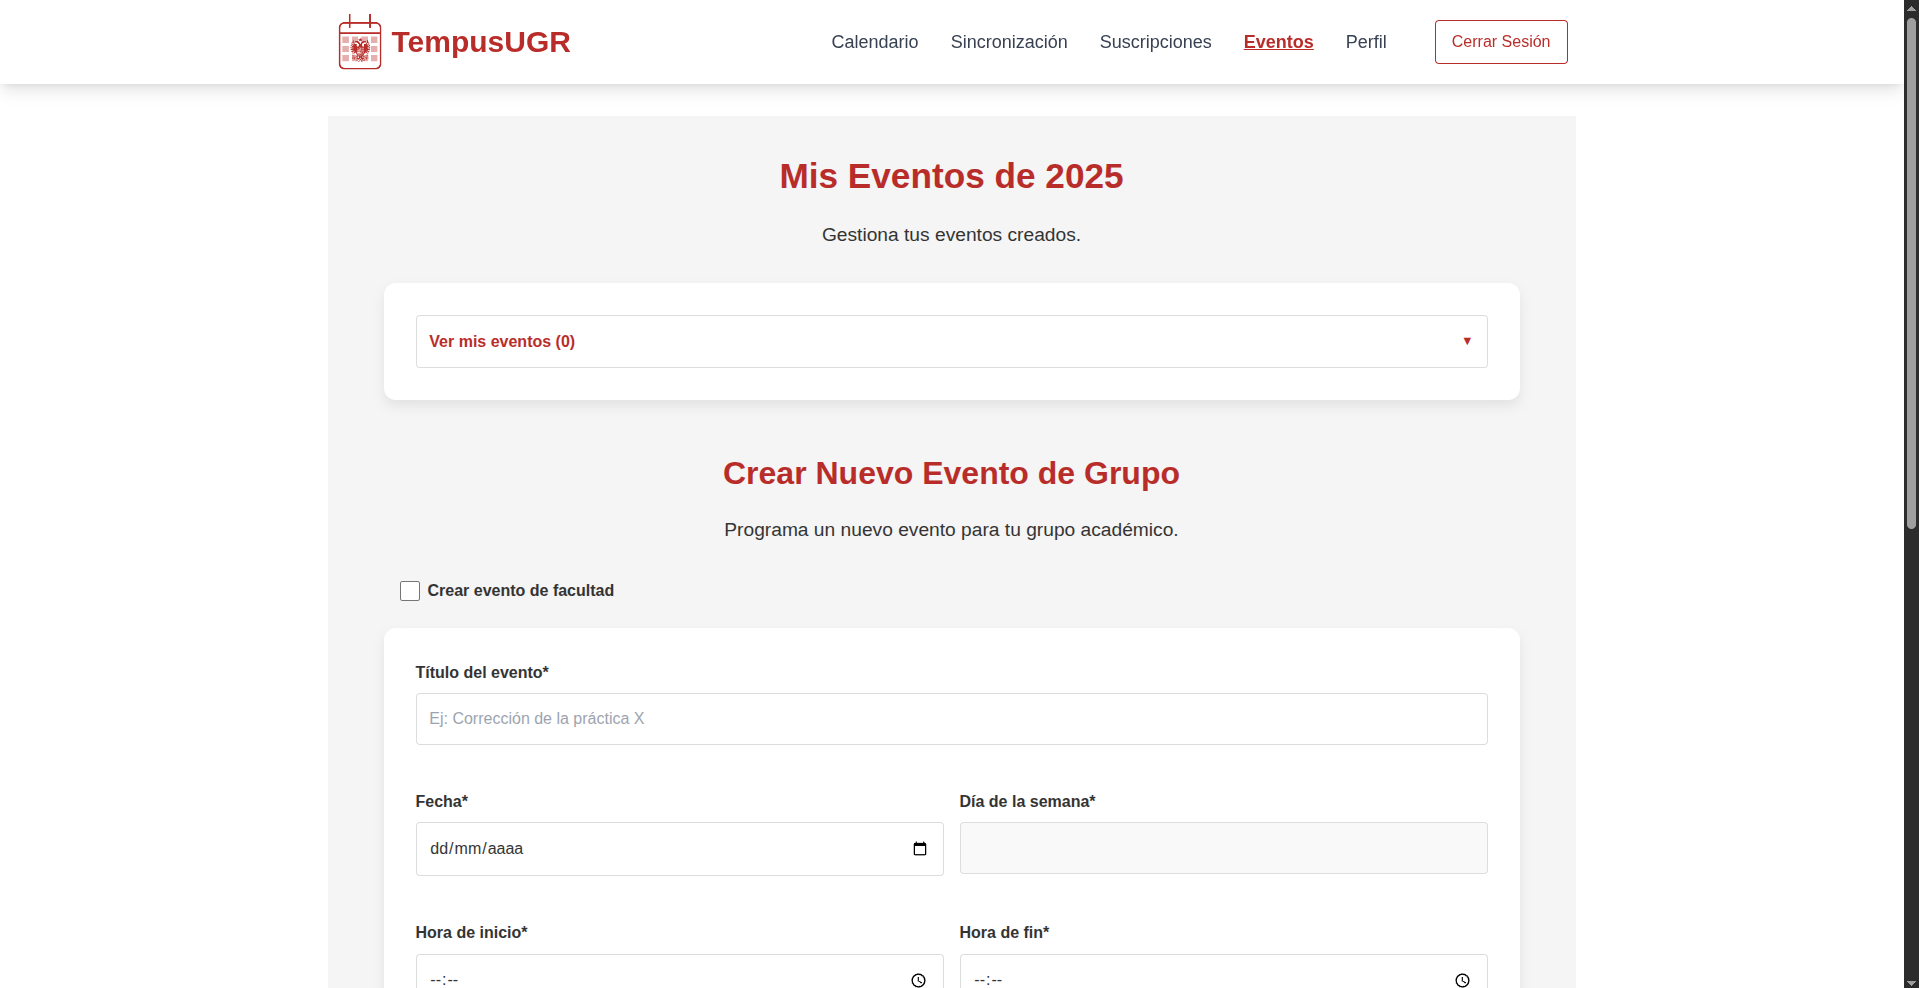 TempusUGR
Calendario Sincronización Suscripciones Eventos Perfil Cerrar Sesión
Mis Eventos de 2025
Gestiona tus eventos creados.
Ver mis eventos (0) ▼
Crear Nuevo Evento de Grupo
Programa un nuevo evento para tu grupo académico.
Crear evento de facultad
Título del evento*
Ej: Corrección de la práctica X
Fecha* Día de la semana*
dd/mm/aaaa
Hora de inicio* Hora de fin*
--:-- --:--